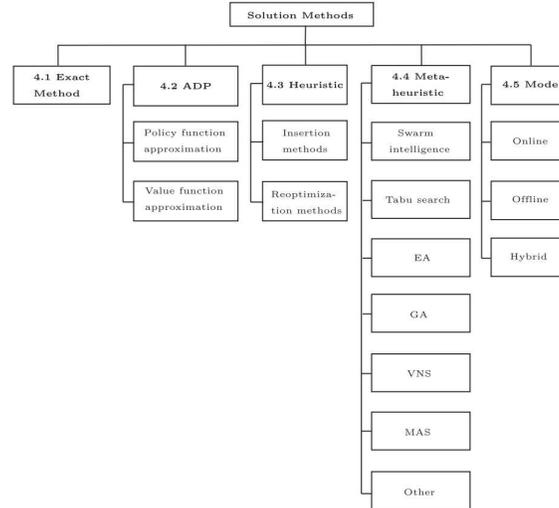 Solution Methods
4.1 Exact
Method
4.2 ADP
Policy function
approximation
Value function
approximation
4.3 Heuristic
Insertion
methods
Reoptimiza-
tion methods
4.4 Meta-
heuristic
Swarm
intelligence
Tabu search
EA
GA
VNS
MAS
Other
4.5 Mode
Online
Offline
Hybrid